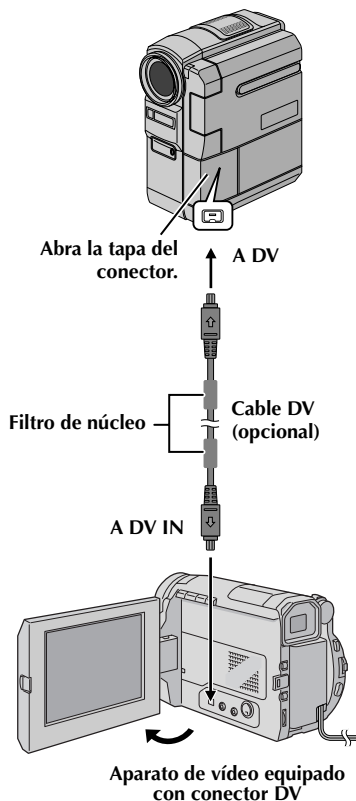 Abra la tapa del
conector.
A DV
Filtro de núcleo
Cable DV
(opcional)
A DV IN
Aparato de vídeo equipado
con conector DV